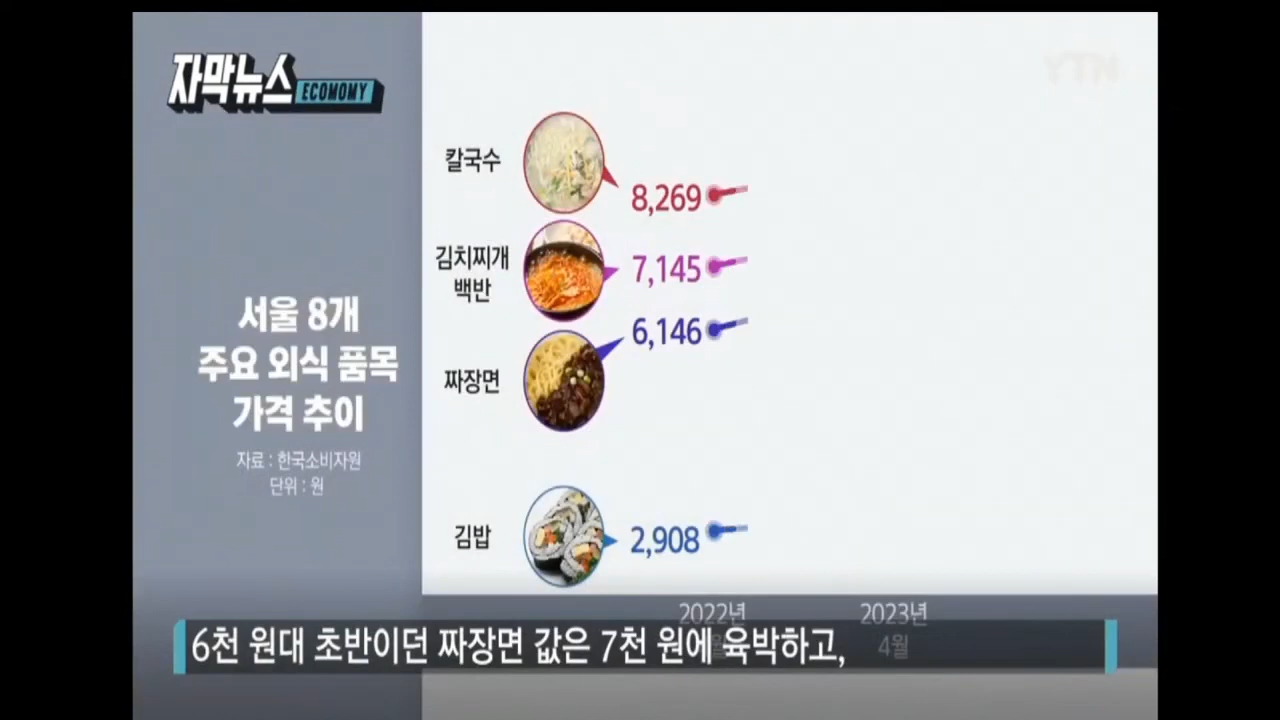 자막뉴스 ECOMOMY
YTN
서울 8개
주요 외식 품목
가격 추이
자료 : 한국소비자원
단위 : 원
칼국수
8,269
김치찌개
백반
7,145
6,146
짜장면
김밥
2,908
2022년
2023년
월
4월
6천 원대 초반이던 짜장면 값은 7천 원에 육박하고,